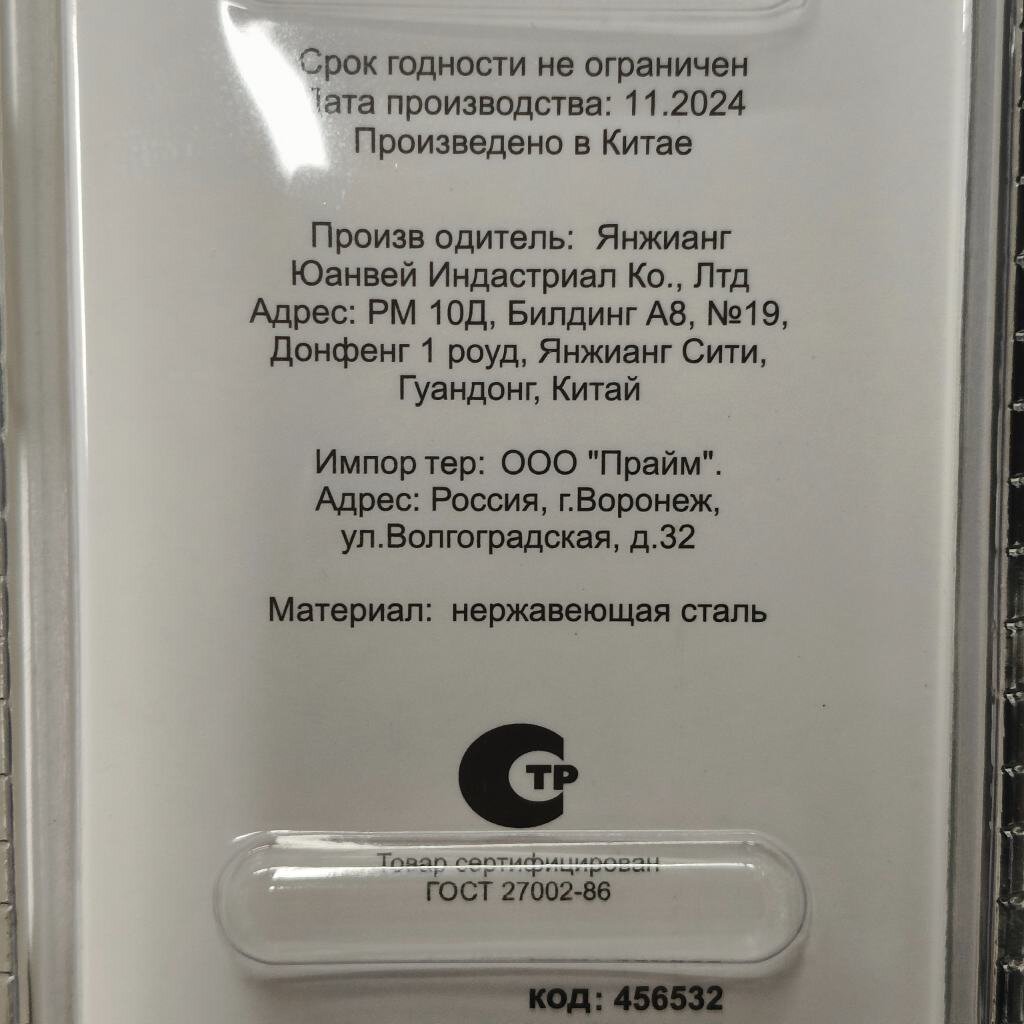 Срок годности не ограничен
Дата производства: 11.2024
Произведено в Китае
Произв одитель: Янжианг
Юанвей Индастриал Ко., Лтд
Адрес: РМ 10Д, Билдинг А8, №19,
Донфенг 1 роуд, Янжианг Сити,
Гуандонг, Китай
Импор тер: ООО "Прайм".
Адрес: Россия, г.Воронеж,
ул.Волгоградская, д.32
Материал: нержавеющая сталь
СТР
Товар сертифицирован
ГОСТ 27002-86
код: 456532